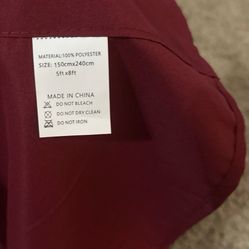 MATERIAL:100% POLYESTER
SIZE: 150cmx240cm
5ft x8ft
MADE IN CHINA
DO NOT BLEACH
DO NOT DRY CLEAN
DO NOT IRON